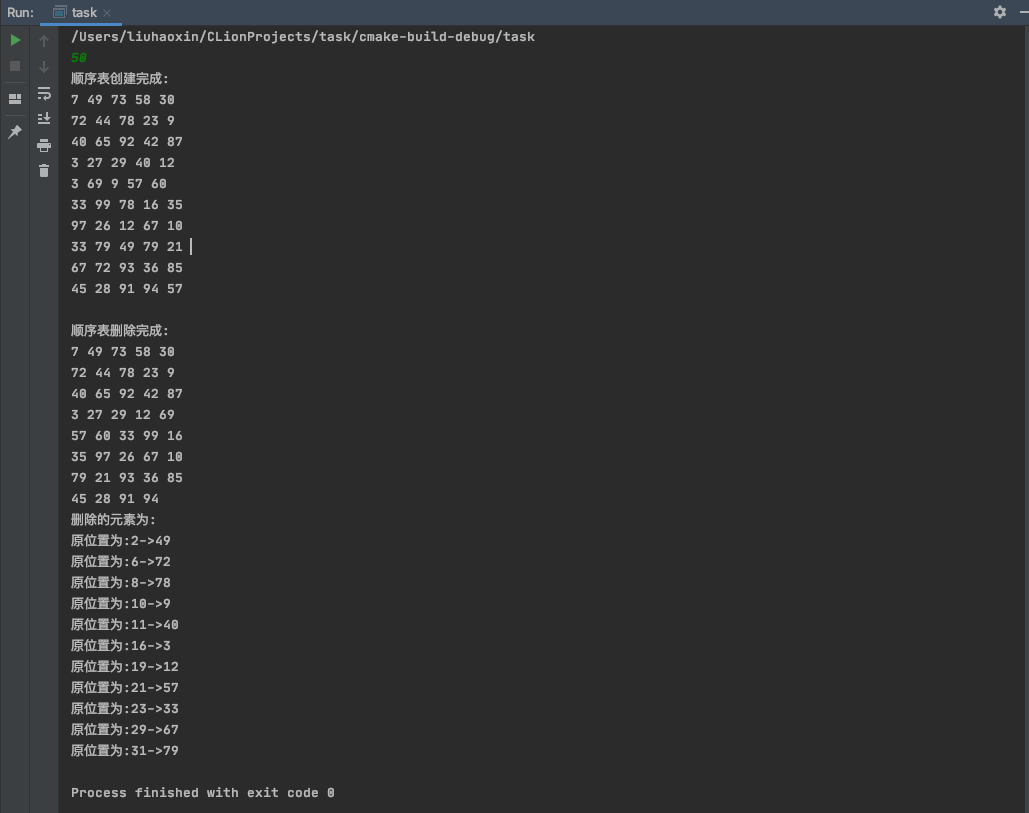 Run: task
/Users/liuhaoxin/CLionProjects/task/cmake-build-debug/task
50
顺序表创建完成:
7 49 73 58 30
72 44 78 23 9
40 65 92 42 87
3 27 29 40 12
3 69 9 57 60
33 99 78 16 35
97 26 12 67 10
33 79 49 79 21
67 72 93 36 85
45 28 91 94 57
顺序表删除完成:
7 49 73 58 30
72 44 78 23 9
40 65 92 42 87
3 27 29 12 69
57 60 33 99 16
35 97 26 67 10
79 21 93 36 85
45 28 91 94
删除的元素为:
原位置为:2->49
原位置为:6->72
原位置为:8->78
原位置为:10->9
原位置为:11->40
原位置为:16->3
原位置为:19->12
原位置为:21->57
原位置为:23->33
原位置为:29->67
原位置为:31->79
Process finished with exit code 0